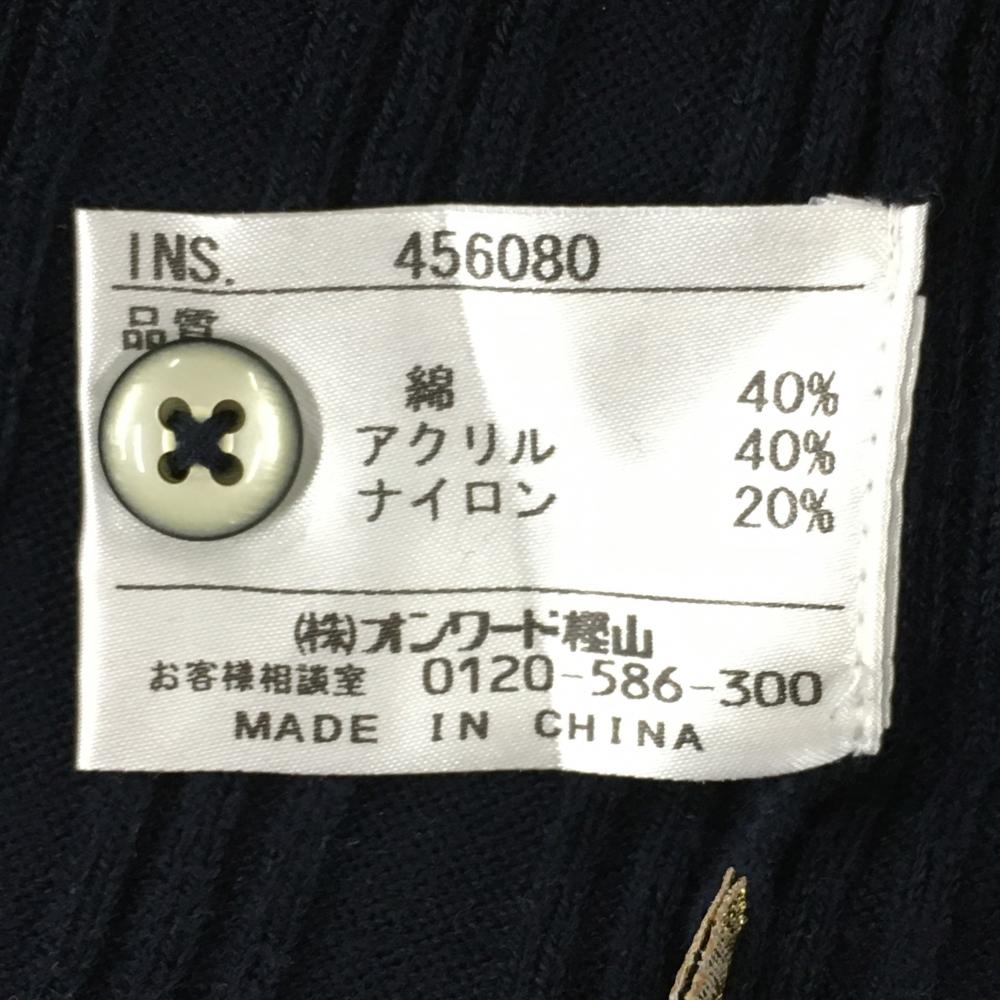 INS. 456080
品質
綿 40%
アクリル 40%
ナイロン 20%
(株)オンワード樫山
お客様相談室 0120-586-300
MADE IN CHINA